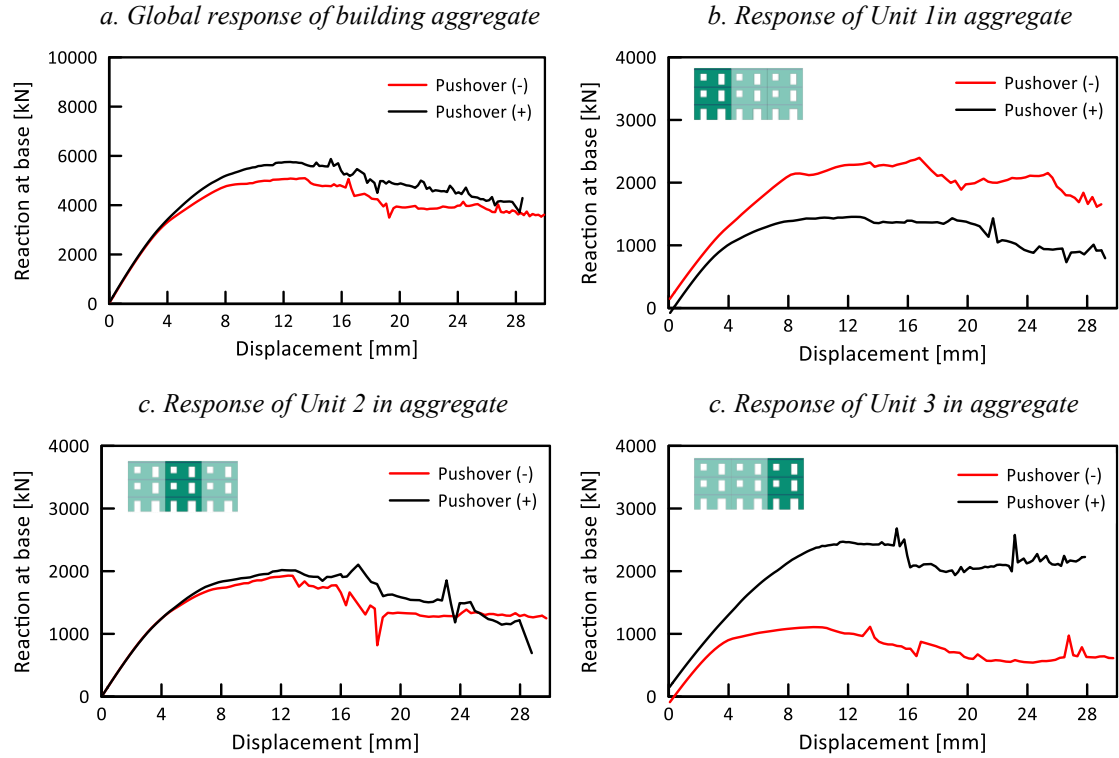 a. Global response of building aggregate
10000
8000
6000
4000
2000
0
Reaction at base [kN]
Pushover (-)
Pushover (+)
0 4 8 12 16 20 24 28
Displacement [mm]
b. Response of Unit 1in aggregate
4000
3000
2000
1000
0
Reaction at base [kN]
Pushover (-)
Pushover (+)
0 4 8 12 16 20 24 28
Displacement [mm]
c. Response of Unit 2 in aggregate
4000
3000
2000
1000
0
Reaction at base [kN]
Pushover (-)
Pushover (+)
0 4 8 12 16 20 24 28
Displacement [mm]
c. Response of Unit 3 in aggregate
4000
3000
2000
1000
0
Reaction at base [kN]
Pushover (-)
Pushover (+)
0 4 8 12 16 20 24 28
Displacement [mm]